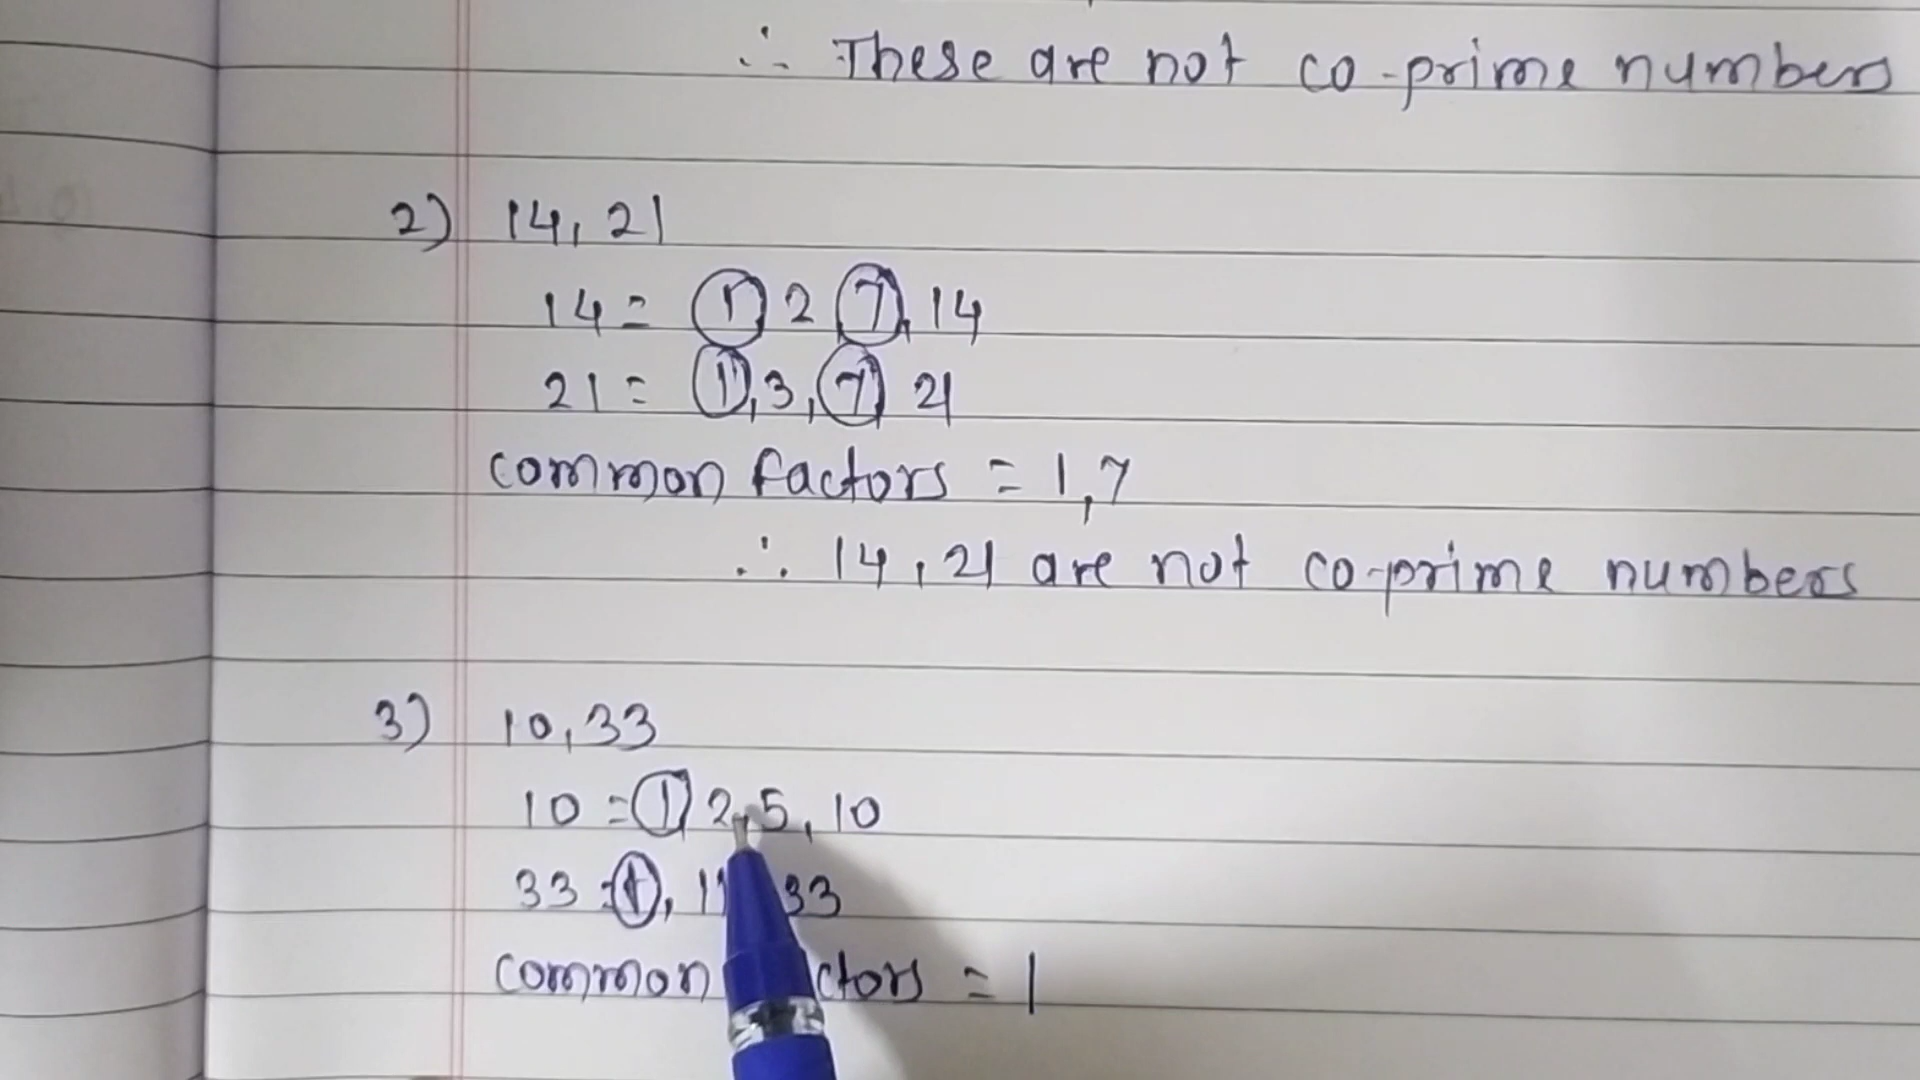 ∴ These are not co-prime numbers
2) 14, 21
14 = 1, 2 7, 14
21 = 1, 3, 7 21
common factors = 1,7
∴ 14, 21 are not co-prime numbers
3) 10, 33
10 = 1, 2, 5, 10
33 = 1, 11 33
common ctors = 1